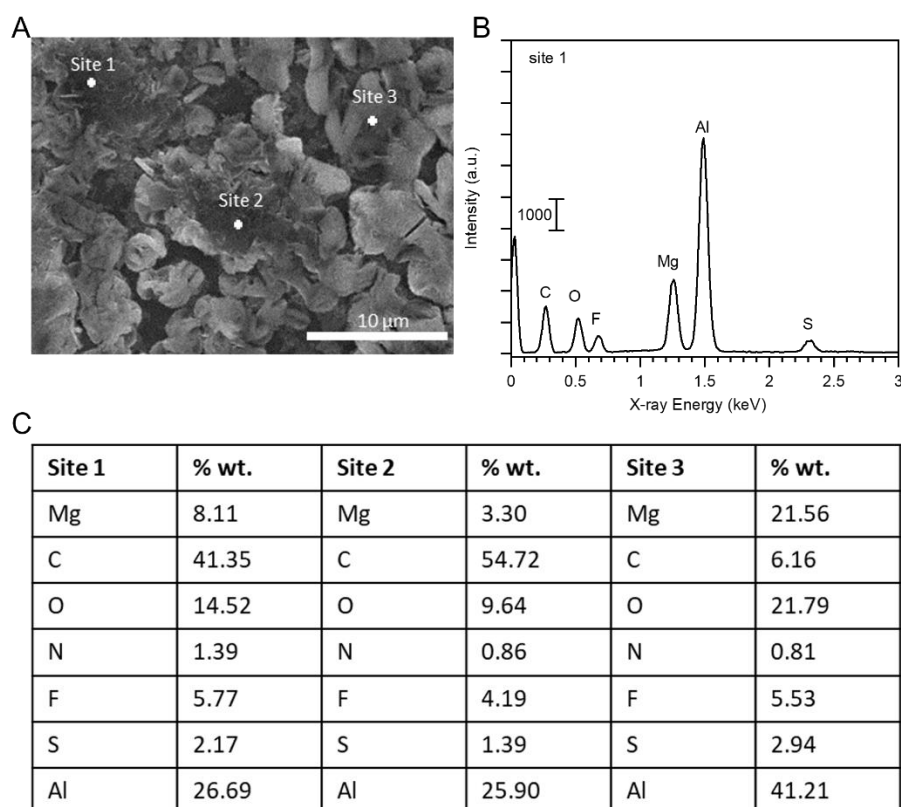 A
Site 1
Site 3
Site 2
10 µm
B
site 1
Al
1000
Mg
C
O
F
S
Intensity (a.u.)
0 0.5 1 1.5 2 2.5 3
X-ray Energy (keV)
C
Site 1 % wt. Site 2 % wt. Site 3 % wt.
Mg 8.11 Mg 3.30 Mg 21.56
C 41.35 C 54.72 C 6.16
O 14.52 O 9.64 O 21.79
N 1.39 N 0.86 N 0.81
F 5.77 F 4.19 F 5.53
S 2.17 S 1.39 S 2.94
Al 26.69 Al 25.90 Al 41.21